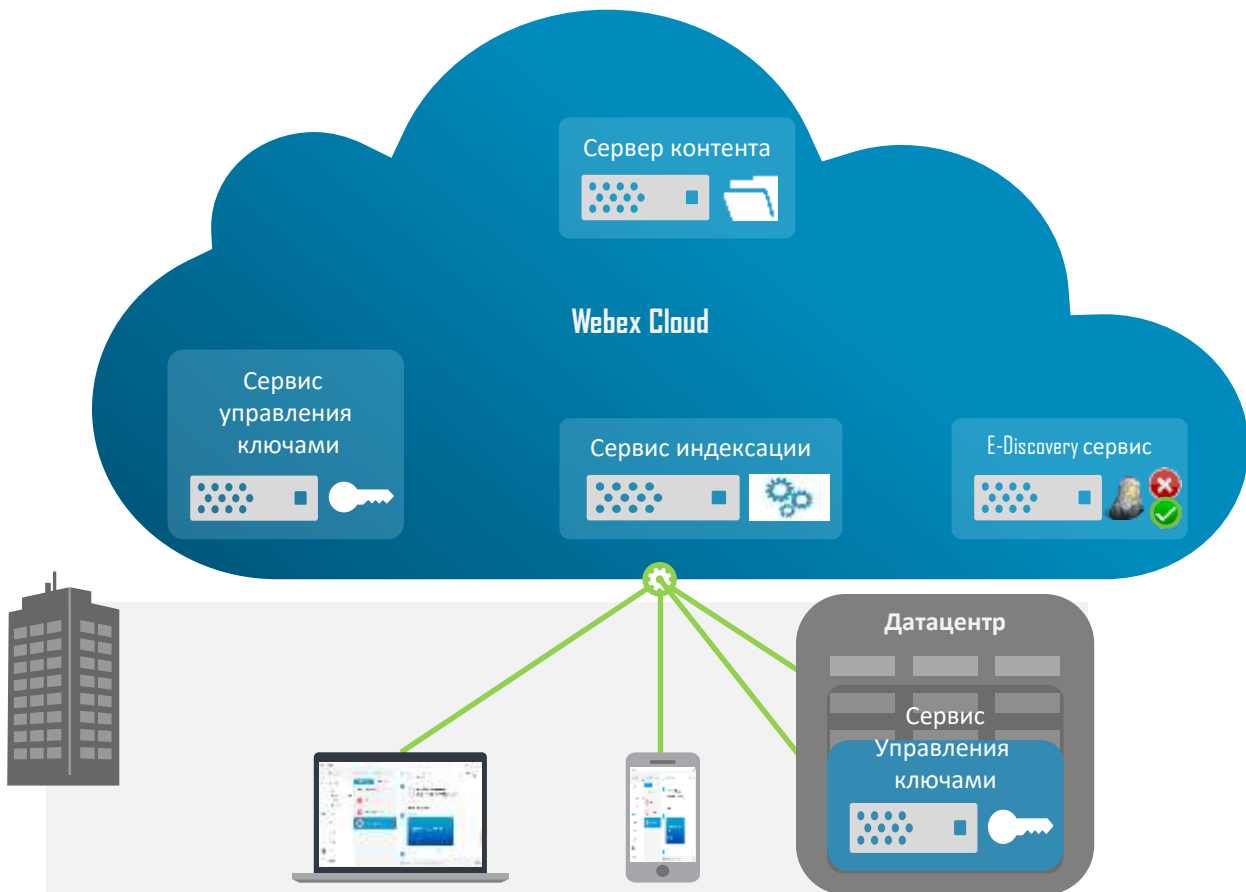 Сервер контента
Webex Cloud
Сервис
управления
ключами
Сервис индексации
E-Discovery сервис
Датацентр
Сервис
Управления
ключами